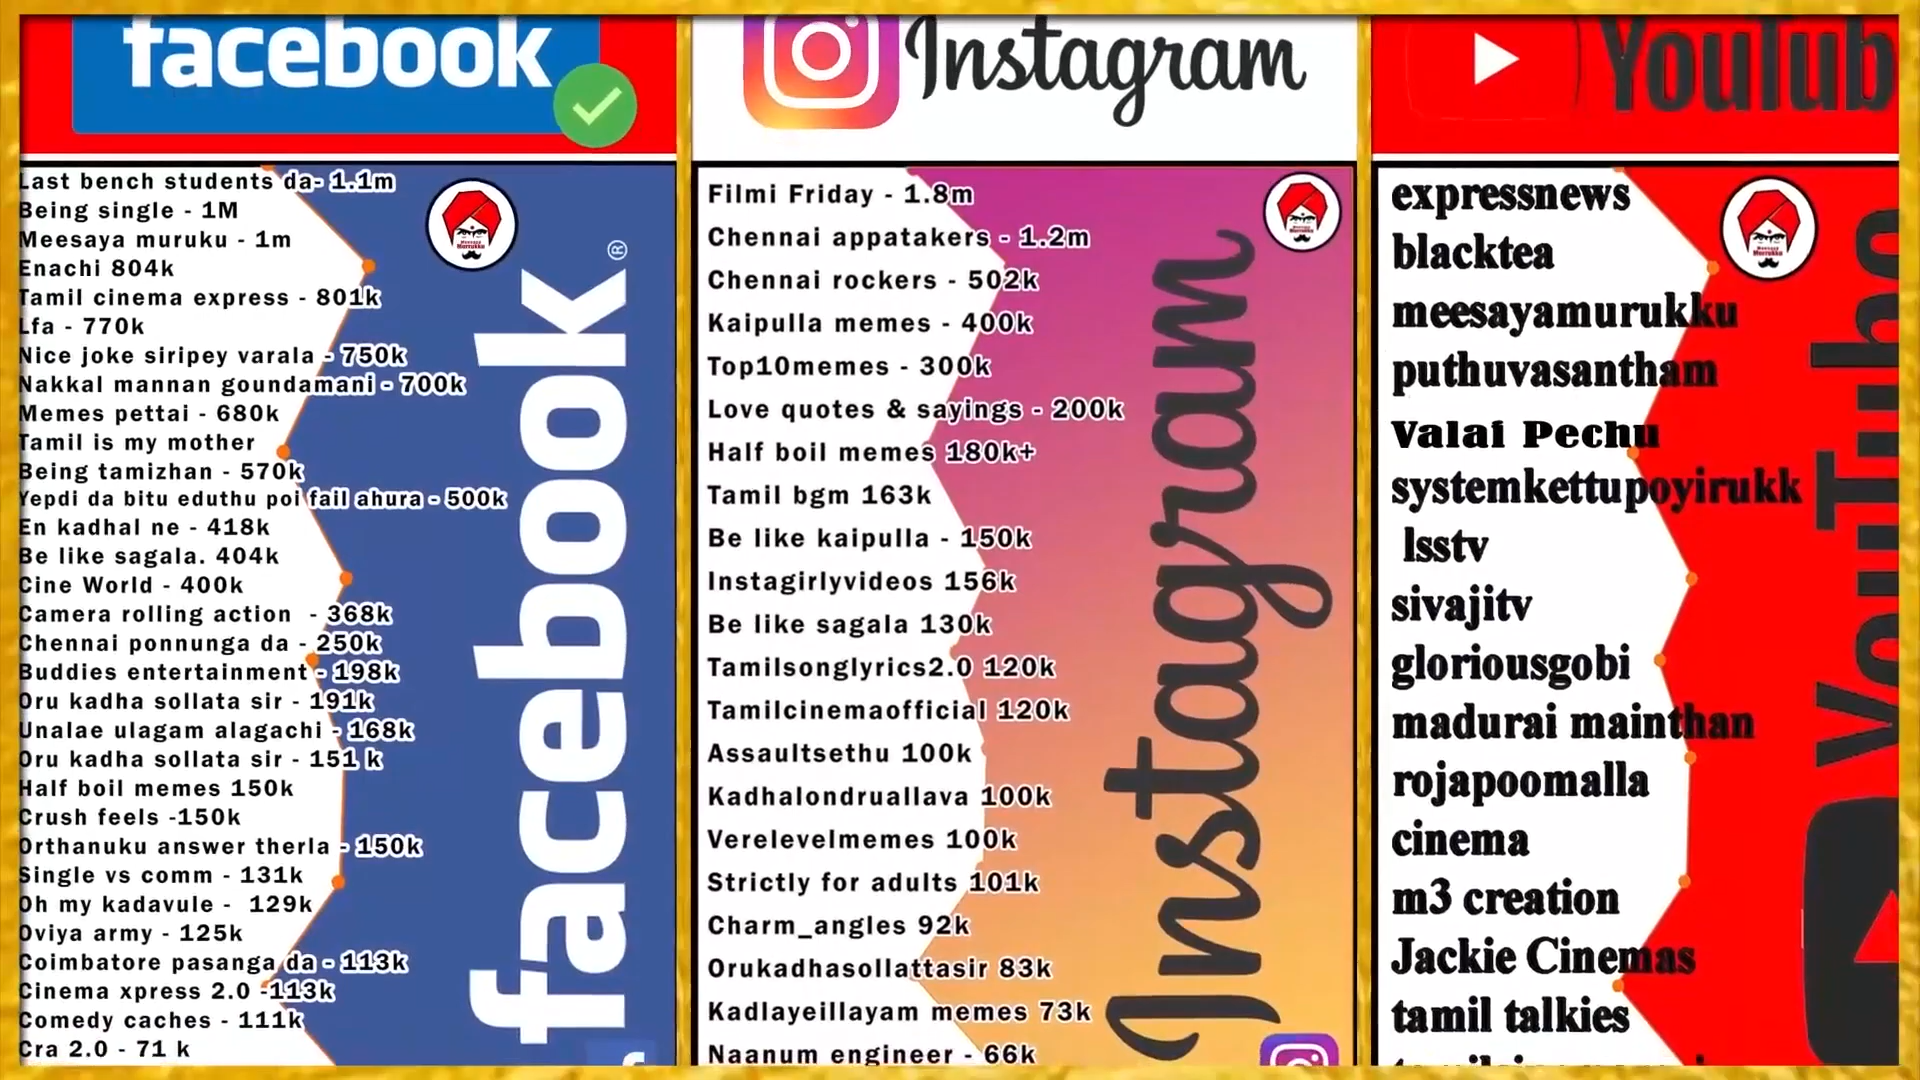 facebook
Last bench students da- 1.1m
Being single - 1M
Meesaya muruku - 1m
Enachi 804k
Tamil cinema express - 801k
Lfa - 770k
Nice joke siripey varala - 750k
Nakkal mannan goundamani - 700k
Memes pettai - 680k
Tamil is my mother
Being tamizhan - 570k
Yepdi da bitu eduthu poi fail ahura - 500k
En kadhal ne - 418k
Be like sagala. 404k
Cine World - 400k
Camera rolling action - 368k
Chennai ponnunga da - 250k
Buddies entertainment - 198k
Oru kadha sollata sir - 191k
Unalae ulagam alagachi - 168k
Oru kadha sollata sir - 151 k
Half boil memes 150k
Crush feels -150k
Orthanuku answer therla - 150k
Single vs comm - 131k
Oh my kadavule - 129k
Oviya army - 125k
Coimbatore pasanga da - 113k
Cinema xpress 2.0 -113k
Comedy caches - 111k
Cra 2.0 - 71 k
facebook®
Instagram
Filmi Friday - 1.8m
Chennai appatakers - 1.2m
Chennai rockers - 502k
Kaipulla memes - 400k
Top10memes - 300k
Love quotes & sayings - 200k
Half boil memes 180k+
Tamil bgm 163k
Be like kaipulla - 150k
Instagirlyvideos 156k
Be like sagala 130k
Tamilsonglyrics2.0 120k
Tamilcinemaofficial 120k
Assaultsethu 100k
Kadhalondruallava 100k
Verelevelmemes 100k
Strictly for adults 101k
Charm_angles 92k
Orukadhasollattasir 83k
Kadlayeillayam memes 73k
Naanum engineer - 66k
Instagram
YouTub
expressnews
blacktea
meesayamurukku
puthuvasantham
Valai Pechu
systemkettupoyirukk
lsstv
sivajitv
gloriousgobi
madurai mainthan
rojapoomalla
cinema
m3 creation
Jackie Cinemas
tamil talkies
YouTube